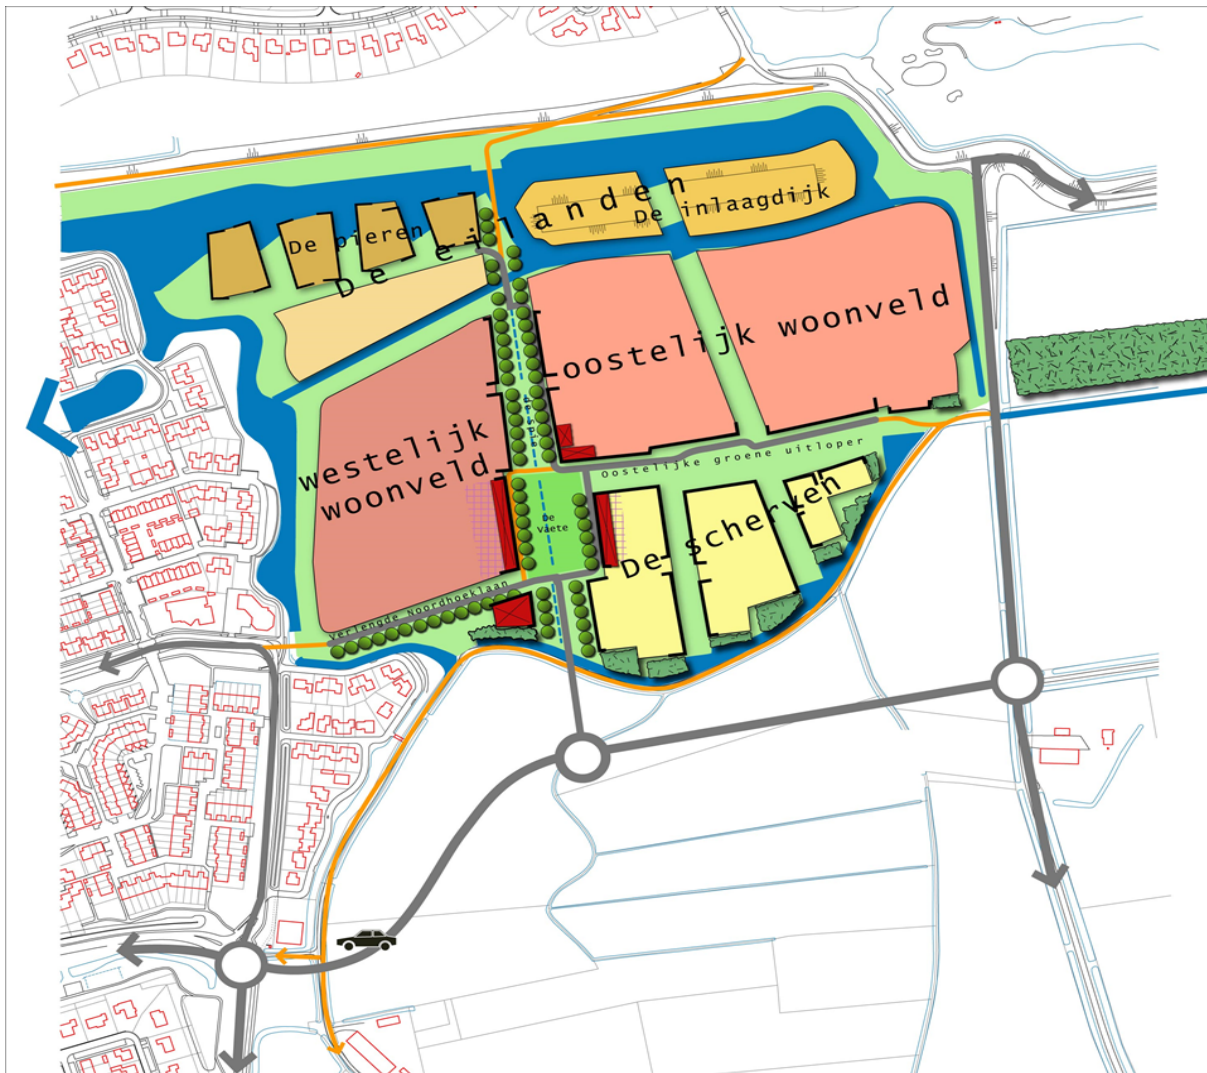 De eilanden
De inlaagdijk
De pieren
oostelijk woonveld
westelijk
woonveld
Oostelijke groene uitloper
De
Vaete
De scherven
Verlengde Noordhoeklaan